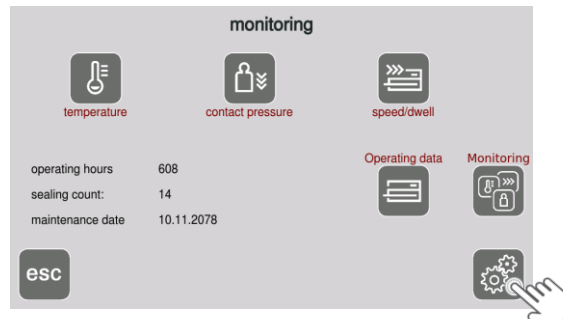 monitoring
temperature
contact pressure
speed/dwell
Operating data
Monitoring
operating hours 608
sealing count: 14
maintenance date 10.11.2078
esc